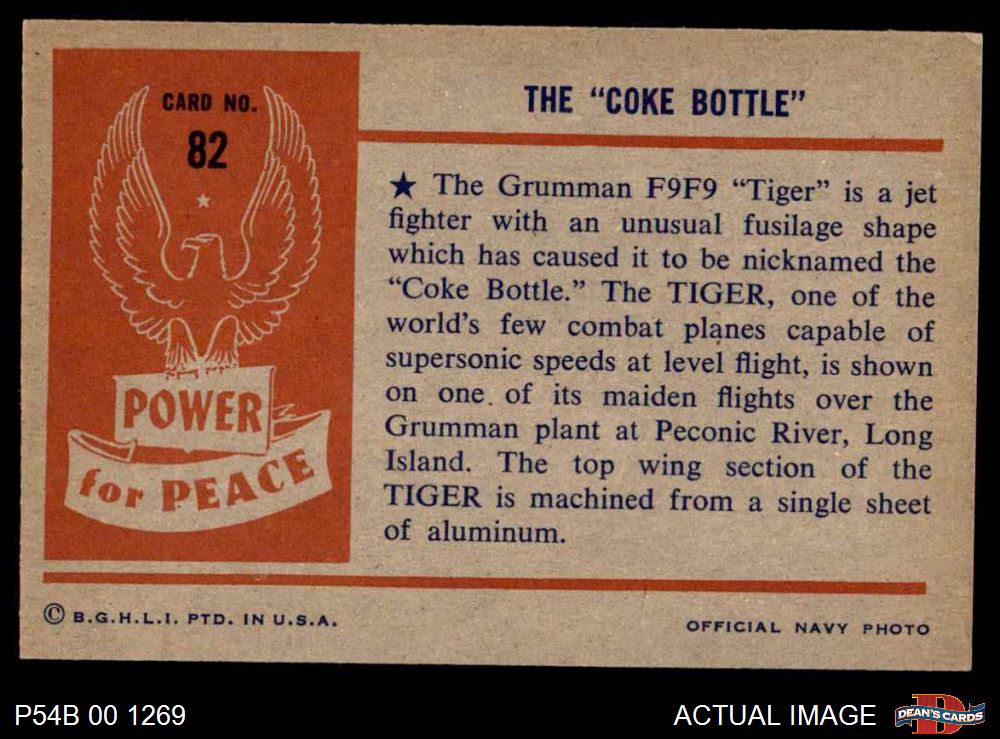 CARD NO.
82
POWER
for PEACE
THE “COKE BOTTLE”
★ The Grumman F9F9 “Tiger” is a jet
fighter with an unusual fusilage shape
which has caused it to be nicknamed the
“Coke Bottle.” The TIGER, one of the
world’s few combat planes capable of
supersonic speeds at level flight, is shown
on one of its maiden flights over the
Grumman plant at Peconic River, Long
Island. The top wing section of the
TIGER is machined from a single sheet
of aluminum.
© B.G.H.L.I. PTD. IN U.S.A.
OFFICIAL NAVY PHOTO
P54B 00 1269
ACTUAL IMAGE
DEAN'S CARDS